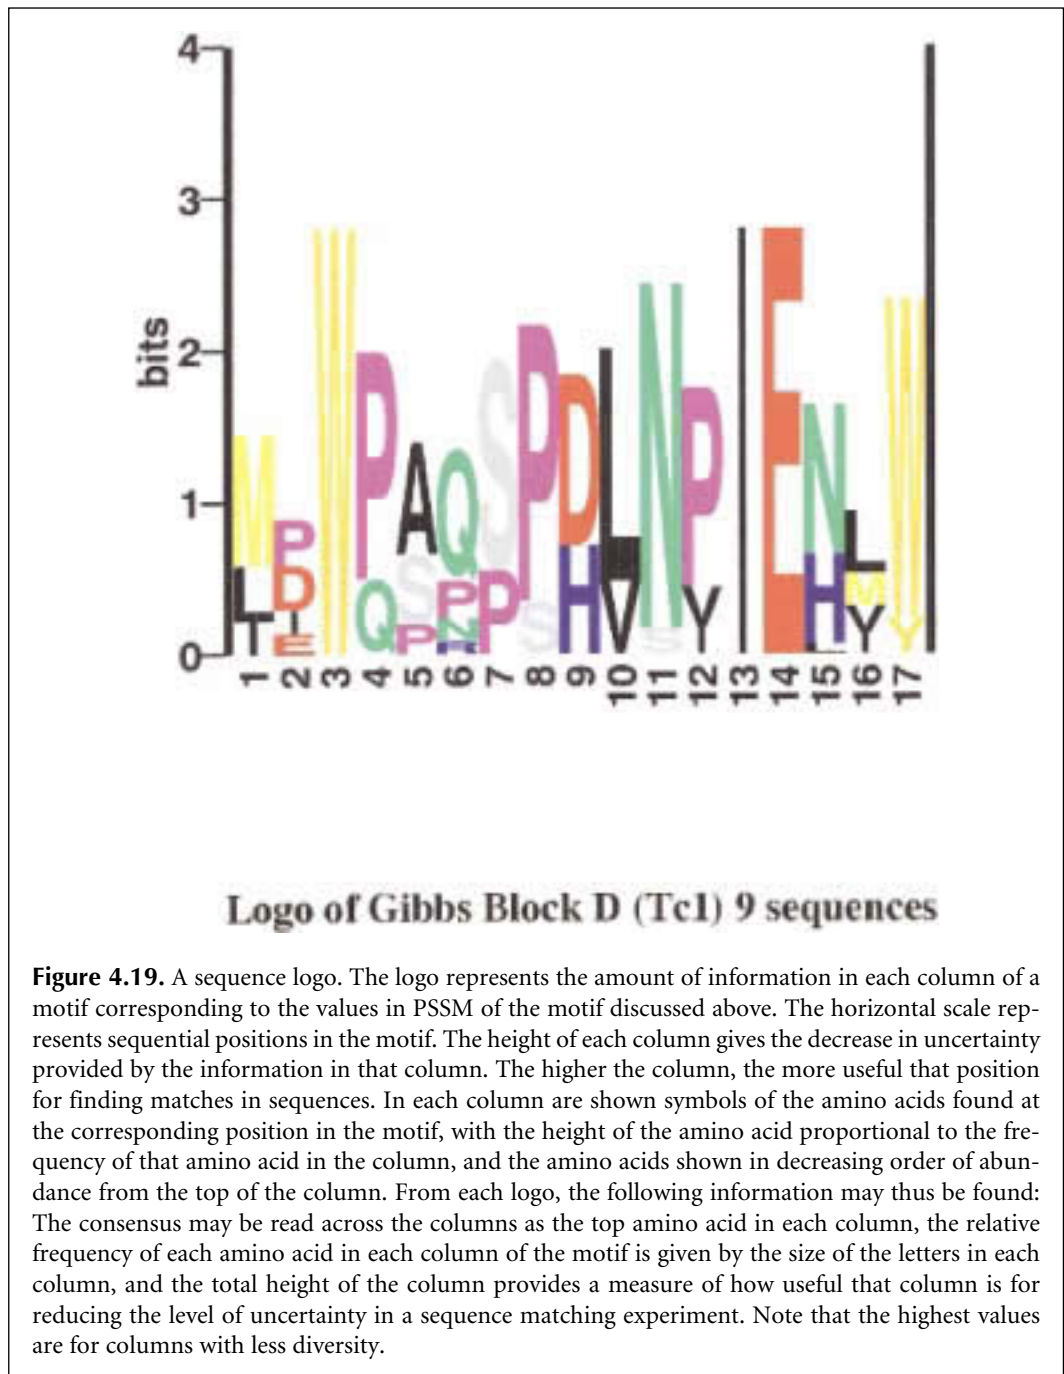 4
3
bits
2
1
0
M L I
P D I E
W
P Q
A S P
Q P N H
S P
P S
D H
L V
N S
P Y
I
E
N H L
L M Y
W Y
1 2 3 4 5 6 7 8 9 10 11 12 13 14 15 16 17
Logo of Gibbs Block D (Tc1) 9 sequences
Figure 4.19. A sequence logo. The logo represents the amount of information in each column of a
motif corresponding to the values in PSSM of the motif discussed above. The horizontal scale rep-
resents sequential positions in the motif. The height of each column gives the decrease in uncertainty
provided by the information in that column. The higher the column, the more useful that position
for finding matches in sequences. In each column are shown symbols of the amino acids found at
the corresponding position in the motif, with the height of the amino acid proportional to the fre-
quency of that amino acid in the column, and the amino acids shown in decreasing order of abun-
dance from the top of the column. From each logo, the following information may thus be found:
The consensus may be read across the columns as the top amino acid in each column, the relative
frequency of each amino acid in each column of the motif is given by the size of the letters in each
column, and the total height of the column provides a measure of how useful that column is for
reducing the level of uncertainty in a sequence matching experiment. Note that the highest values
are for columns with less diversity.